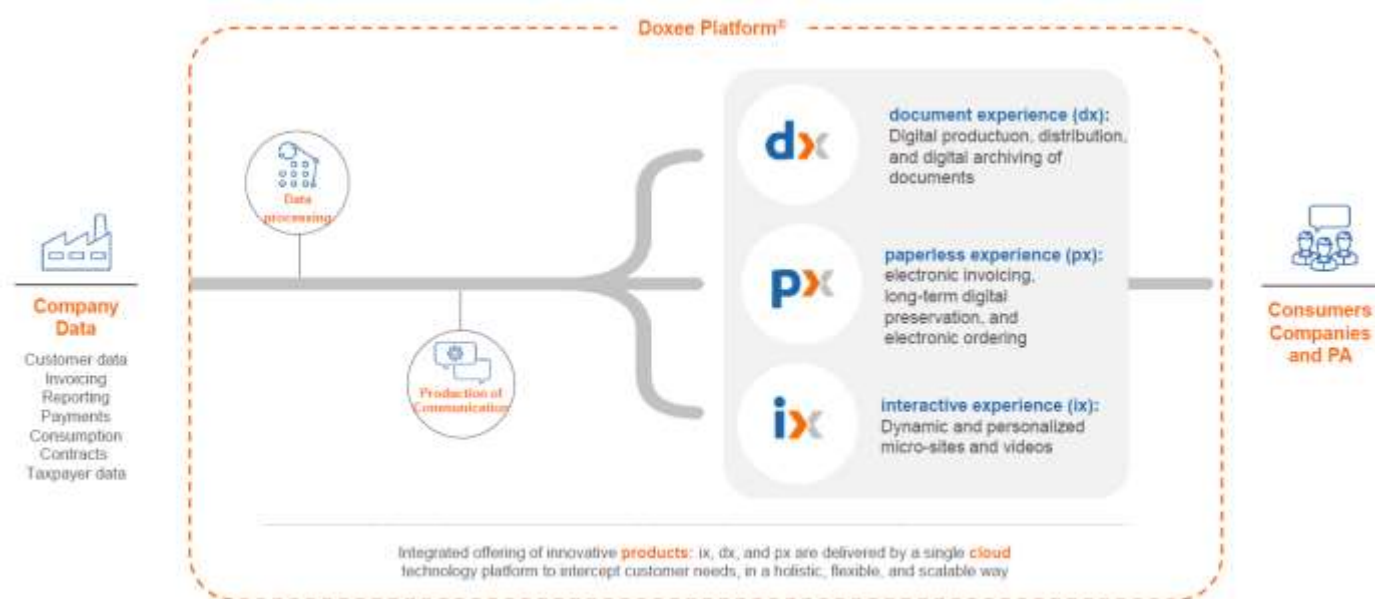 Doxee Platform®
Data
processing
Production of
Communication
Company
Data
Customer data
Invoicing
Reporting
Payments
Consumption
Contracts
Taxpayer data
dx
document experience (dx):
Digital productuon, distribution,
and digital archiving of
documents
px
paperless experience (px):
electronic invoicing,
long-term digital
preservation, and
electronic ordering
ix
interactive experience (ix):
Dynamic and personalized
micro-sites and videos
Consumers
Companies
and PA
Integrated offering of innovative products: ix, dx, and px are delivered by a single cloud
technology platform to intercept customer needs, in a holistic, flexible, and scalable way